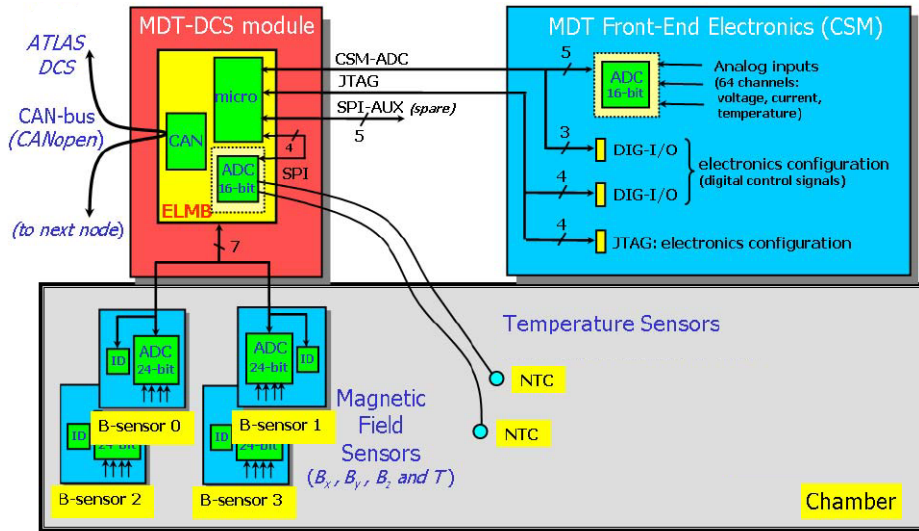 MDT-DCS module
MDT Front-End Electronics (CSM)
ATLAS
DCS
CAN-bus
(CANopen)
(to next node)
micro
CAN
ADC
16-bit
ELMB
4
SPI
7
CSM-ADC
JTAG
SPI-AUX (spare)
5
5
ADC
16-bit
Analog inputs
(64 channels:
voltage, current,
temperature)
3
DIG-I/O
4
DIG-I/O
electronics configuration
(digital control signals)
4
JTAG: electronics configuration
ID
ADC
24-bit
B-sensor 0
ADC
24-bit
ID
B-sensor 1
ID
24-bit
B-sensor 2
ID
24-bit
B-sensor 3
Magnetic
Field
Sensors
(Bx, By, Bz and T)
Temperature Sensors
NTC
NTC
Chamber